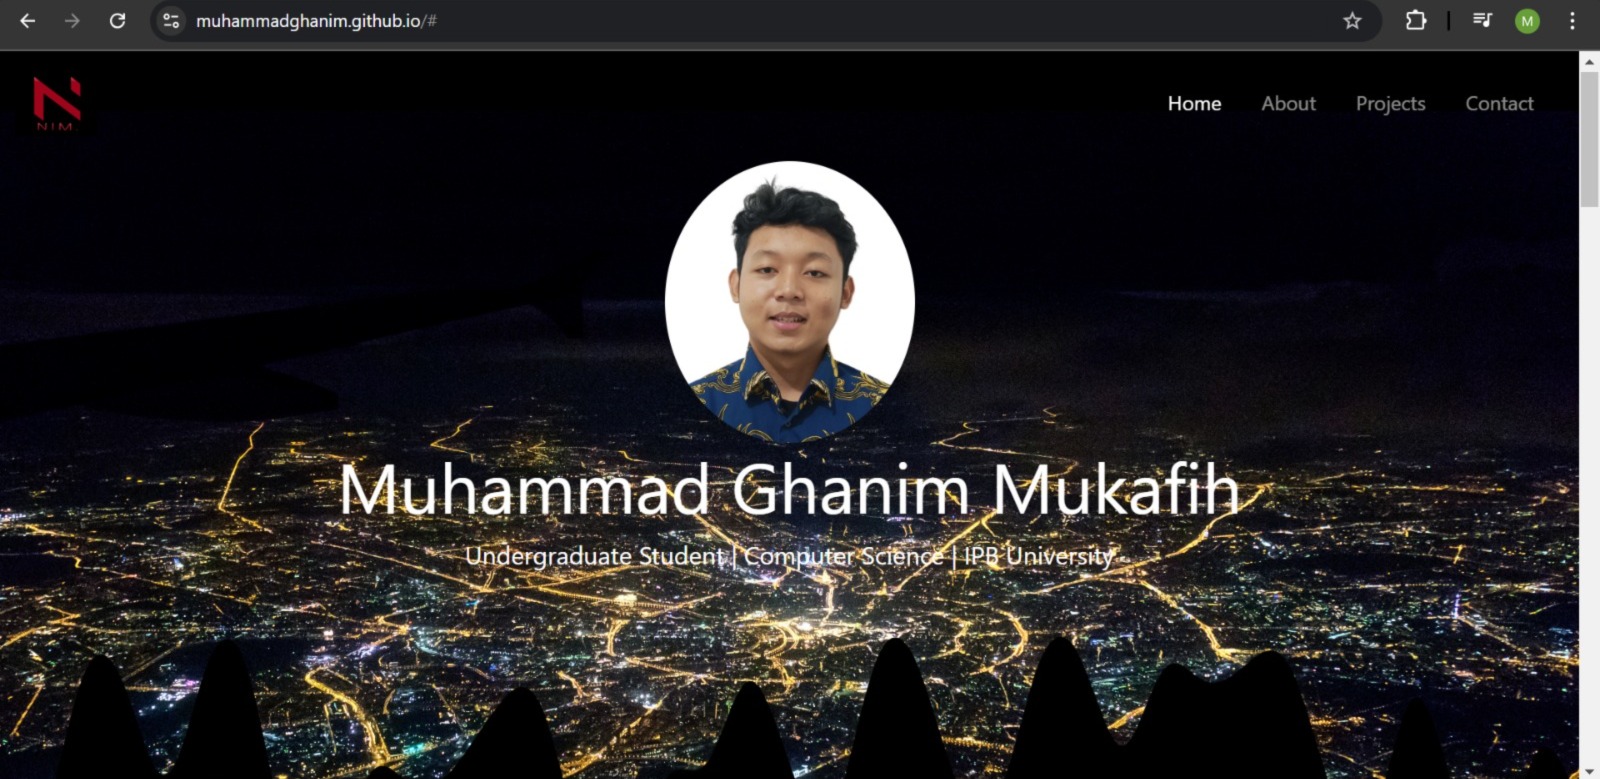 muhammadghanim.github.io/#
M
NIM.
Home About Projects Contact
Muhammad Ghanim Mukafih
Undergraduate Student | Computer Science | IPB University